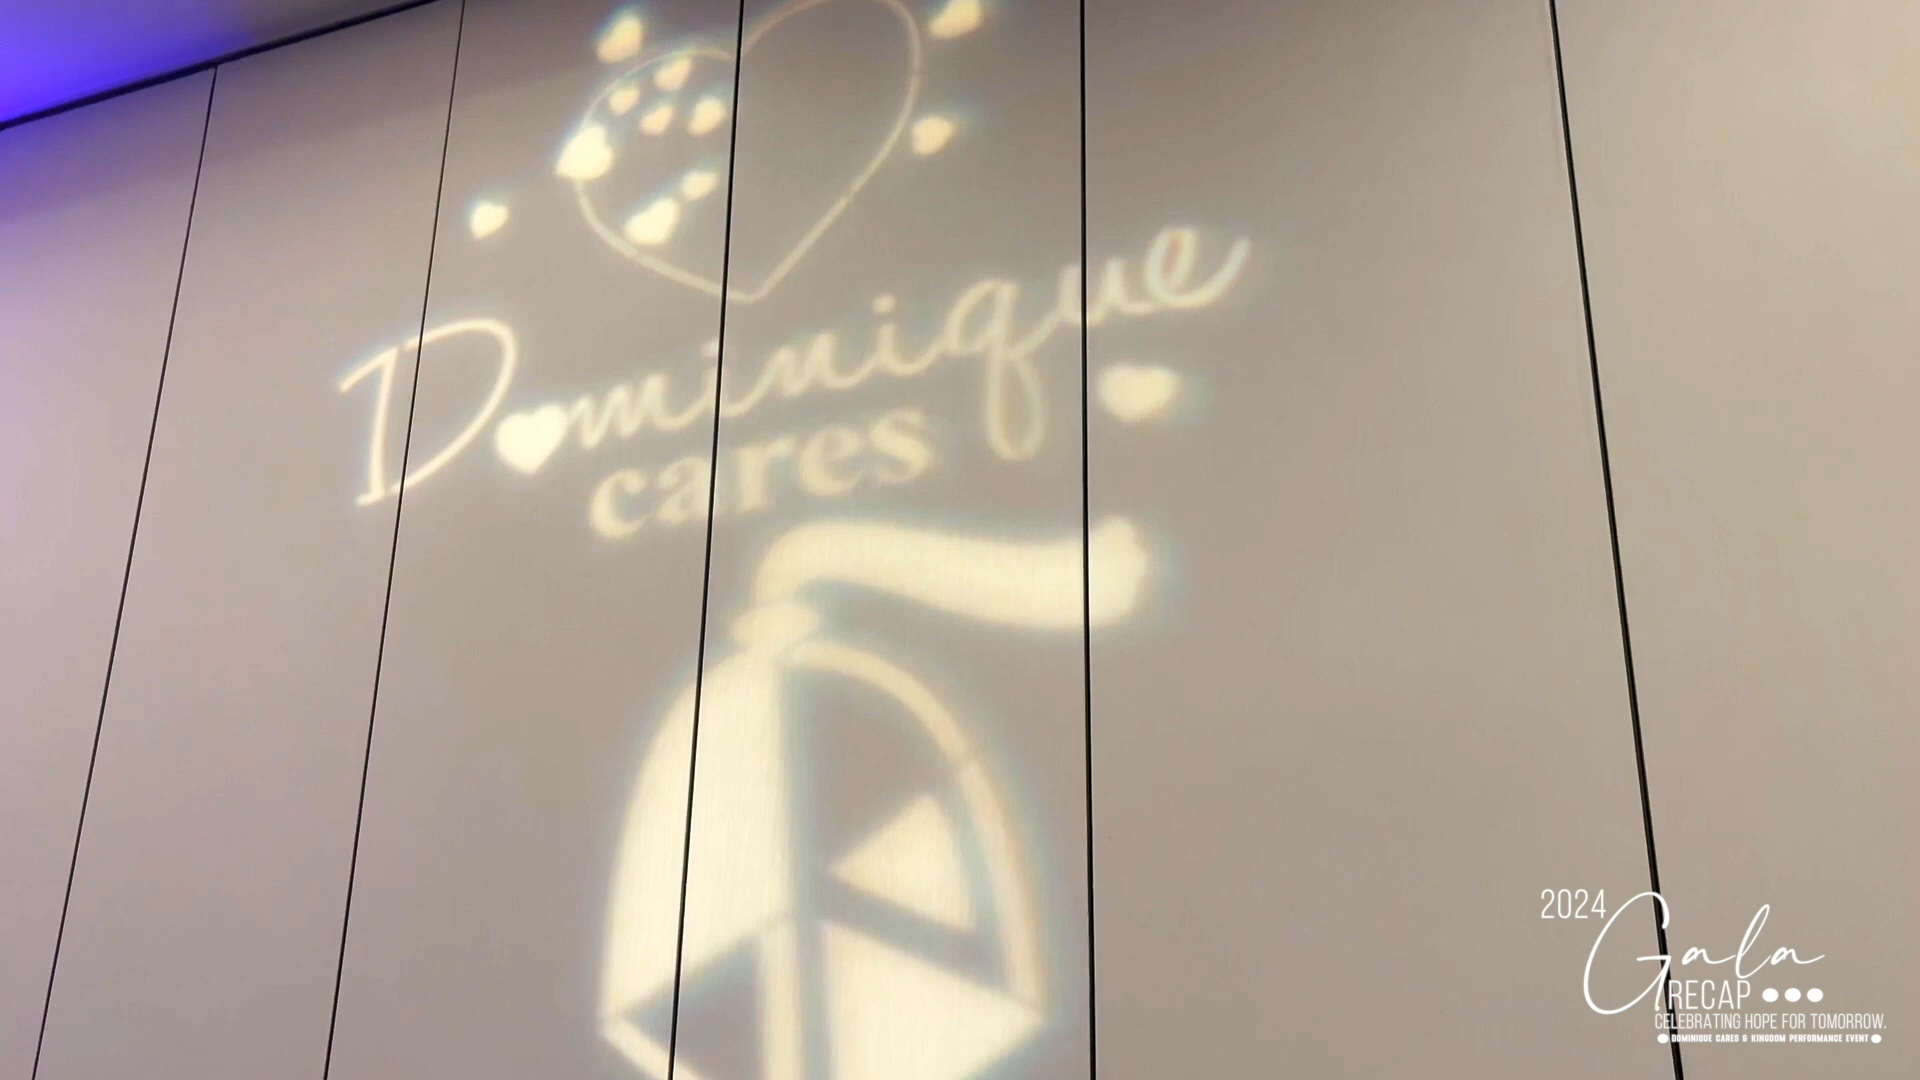 Dominique
cares
2024
Gala
RECAP
CELEBRATING HOPE FOR TOMORROW.
DOMINIQUE CARES & KINGDOM PERFORMANCE EVENT